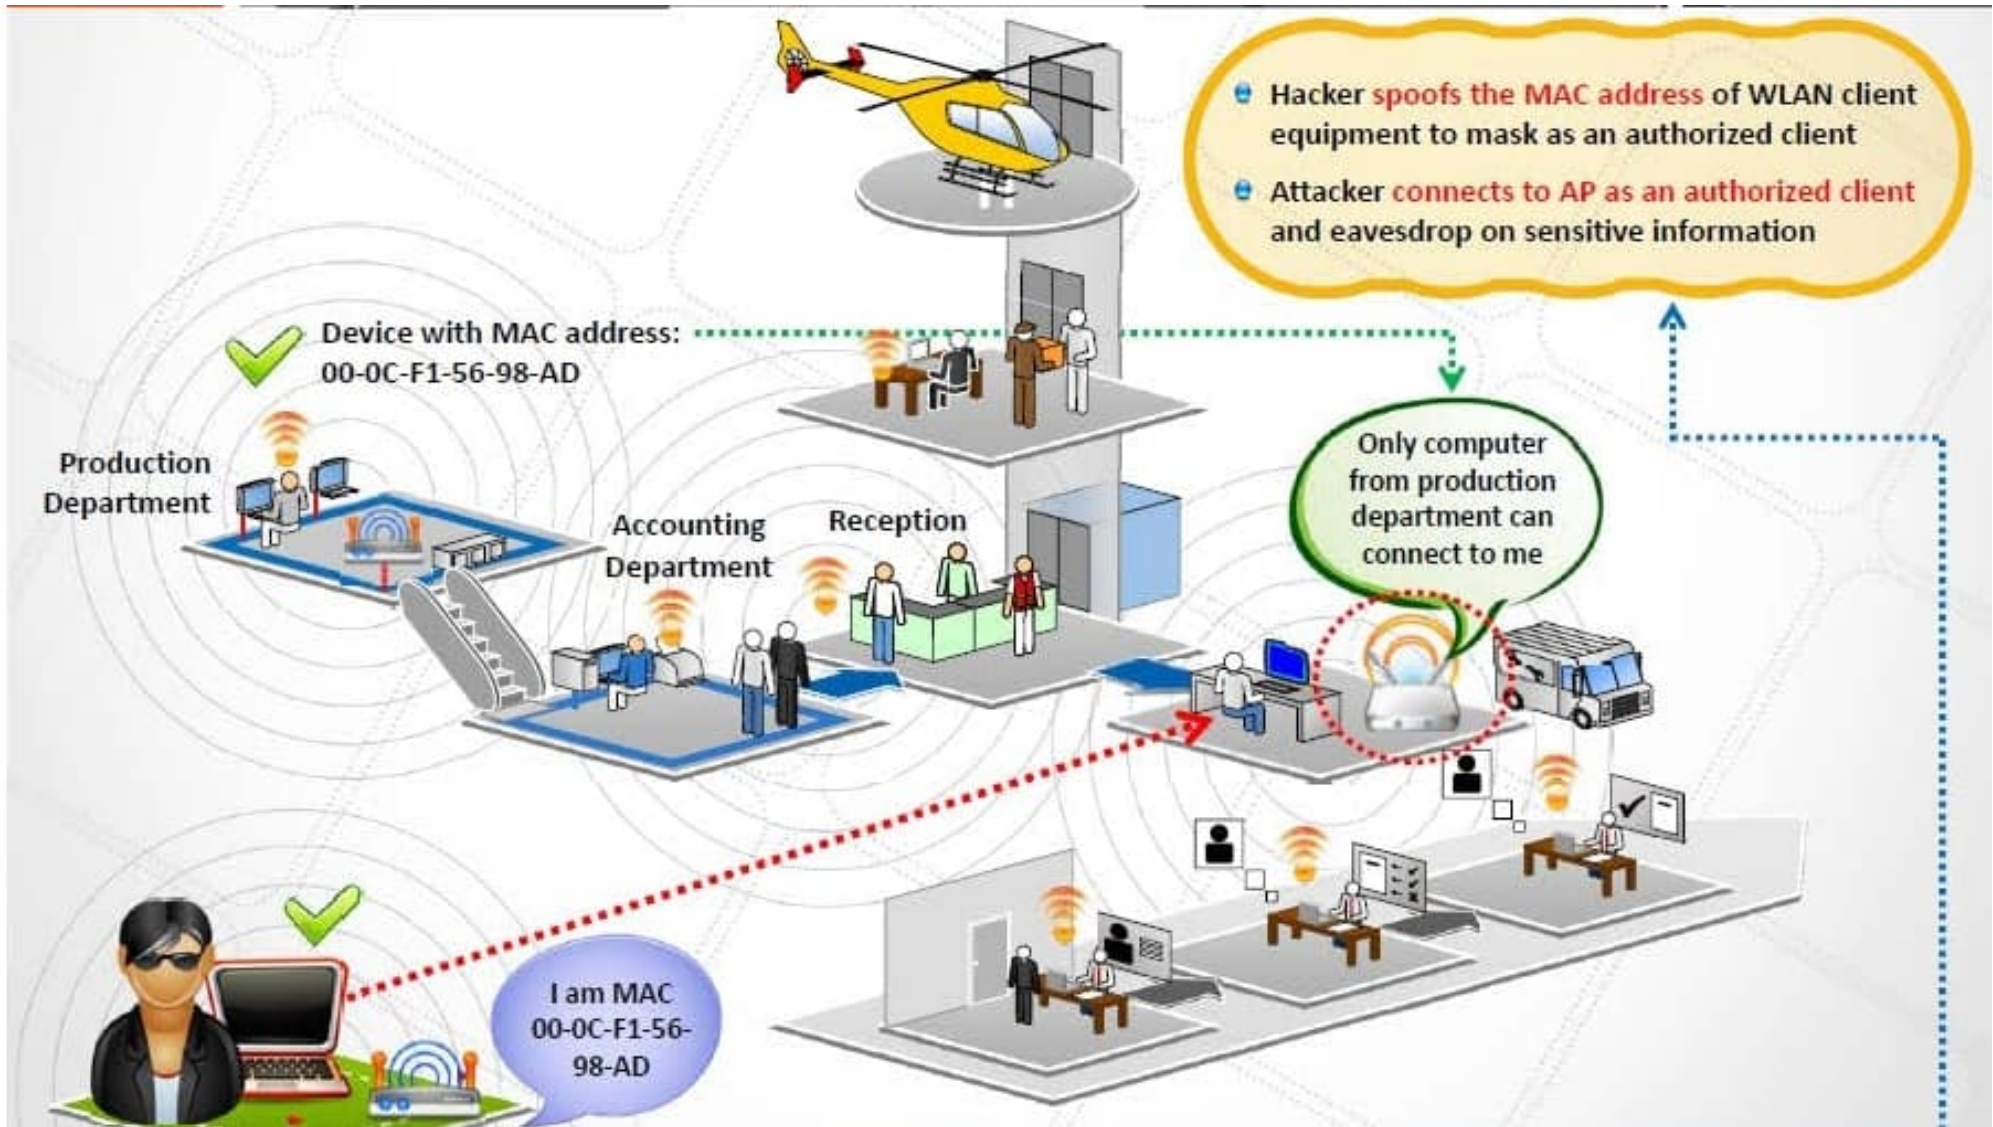 Hacker spoofs the MAC address of WLAN client
equipment to mask as an authorized client
Attacker connects to AP as an authorized client
and eavesdrop on sensitive information
Device with MAC address:
00-0C-F1-56-98-AD
Only computer
from production
department can
connect to me
Production
Department
Accounting
Department
Reception
I am MAC
00-0C-F1-56-
98-AD